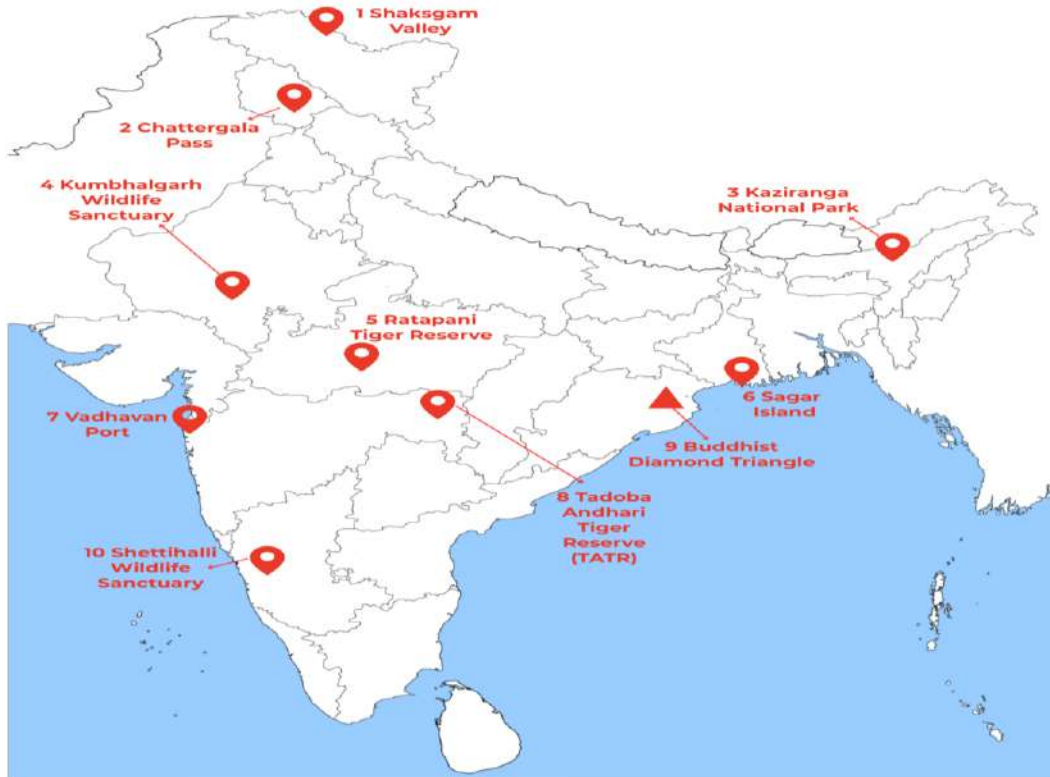 1 Shaksgam
Valley
2 Chattergala
Pass
4 Kumbhalgarh
Wildlife
Sanctuary
3 Kaziranga
National Park
5 Ratapani
Tiger Reserve
7 Vadhavan
Port
6 Sagar
Island
9 Buddhist
Diamond Triangle
8 Tadoba
Andhari
Tiger
Reserve
(TATR)
10 Shettihalli
Wildlife
Sanctuary